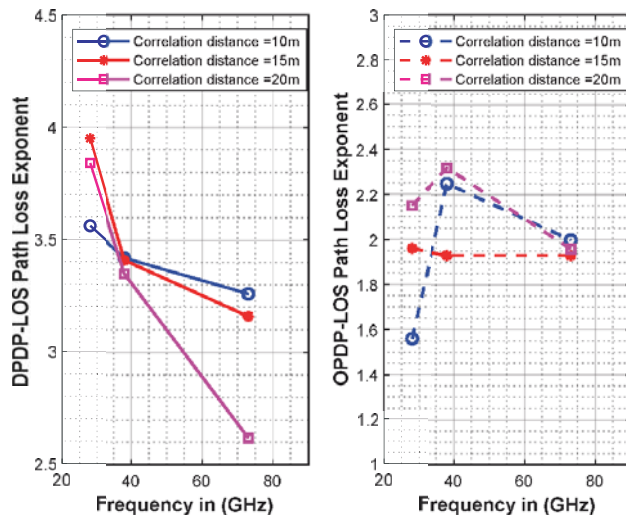 4.5
4
3.5
3
2.5
DPDP-LOS Path Loss Exponent
Correlation distance =10m
Correlation distance =15m
Correlation distance =20m
20
40
60
80
Frequency in (GHz)
3
2.8
2.6
2.4
2.2
2
1.8
1.6
1.4
1.2
1
OPDP-LOS Path Loss Exponent
Correlation distance =10m
Correlation distance =15m
Correlation distance =20m
20
40
60
80
Frequency in (GHz)